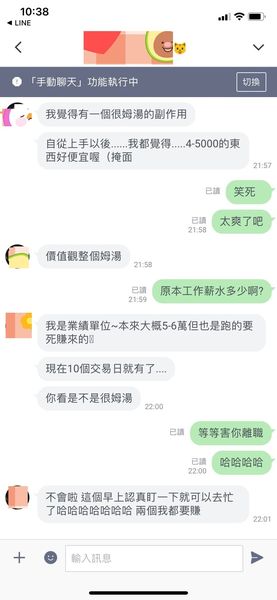 10:38
◀ LINE
「手動聊天」功能執行中
切換
我覺得有一個很姆湯的副作用
自從上手以後......我都覺得.....4-5000的東
西好便宜喔（掩面
21:57
已讀
笑死
已讀
21:58
太爽了吧
價值觀整個姆湯
21:58
已讀
21:59
原本工作薪水多少啊?
我是業績單位~本來大概5-6萬但也是跑的要
死賺來的
現在10個交易日就有了....
你看是不是很姆湯
22:00
已讀
等等害你離職
已讀
22:00
哈哈哈哈
不會啦 這個早上認真盯一下就可以去忙
了哈哈哈哈哈哈哈 兩個我都要賺
22:01
輸入訊息